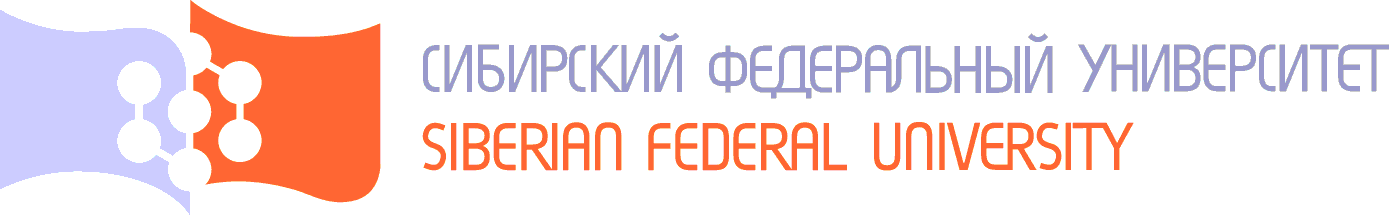 СИБИРСКИЙ ФЕДЕРАЛЬНЫЙ УНИВЕРСИТЕТ
SIBERIAN FEDERAL UNIVERSITY